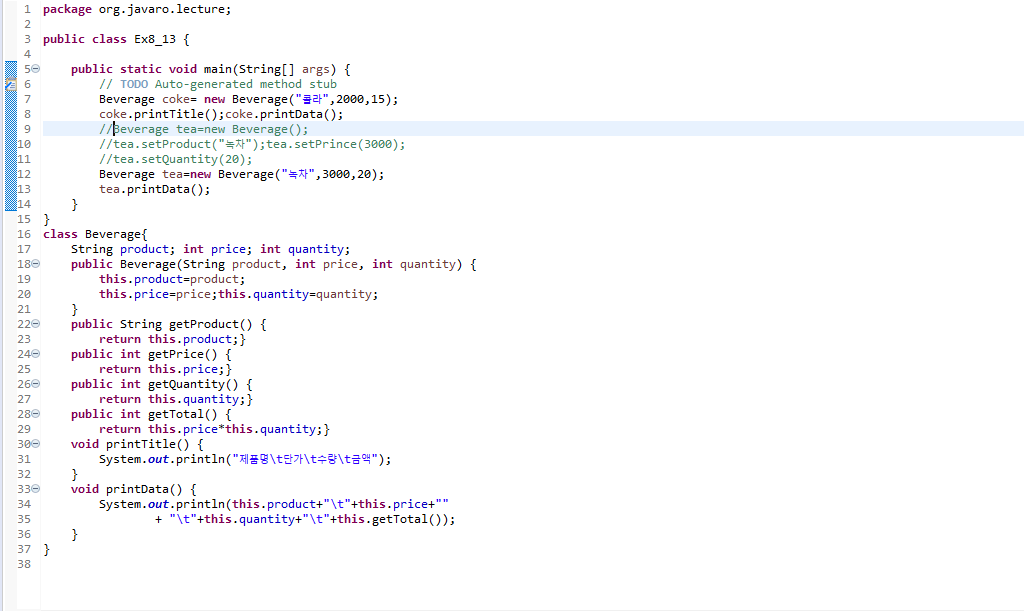 1 package org.javaro.lecture;
2
3 public class Ex8_13 {
4
5 public static void main(String[] args) {
6 // TODO Auto-generated method stub
7 Beverage coke= new Beverage("콜라",2000,15);
8 coke.printTitle();coke.printData();
9 //Beverage tea=new Beverage();
10 //tea.setProduct("녹차");tea.setPrince(3000);
11 //tea.setQuantity(20);
12 Beverage tea=new Beverage("녹차",3000,20);
13 tea.printData();
14 }
15 }
16 class Beverage{
17 String product; int price; int quantity;
18 public Beverage(String product, int price, int quantity) {
19 this.product=product;
20 this.price=price;this.quantity=quantity;
21 }
22 public String getProduct() {
23 return this.product;}
24 public int getPrice() {
25 return this.price;}
26 public int getQuantity() {
27 return this.quantity;}
28 public int getTotal() {
29 return this.price*this.quantity;}
30 void printTitle() {
31 System.out.println("제품명\t단가\t수량\t금액");
32 }
33 void printData() {
34 System.out.println(this.product+"\t"+this.price+""
35 + "\t"+this.quantity+"\t"+this.getTotal());
36 }
37 }
38